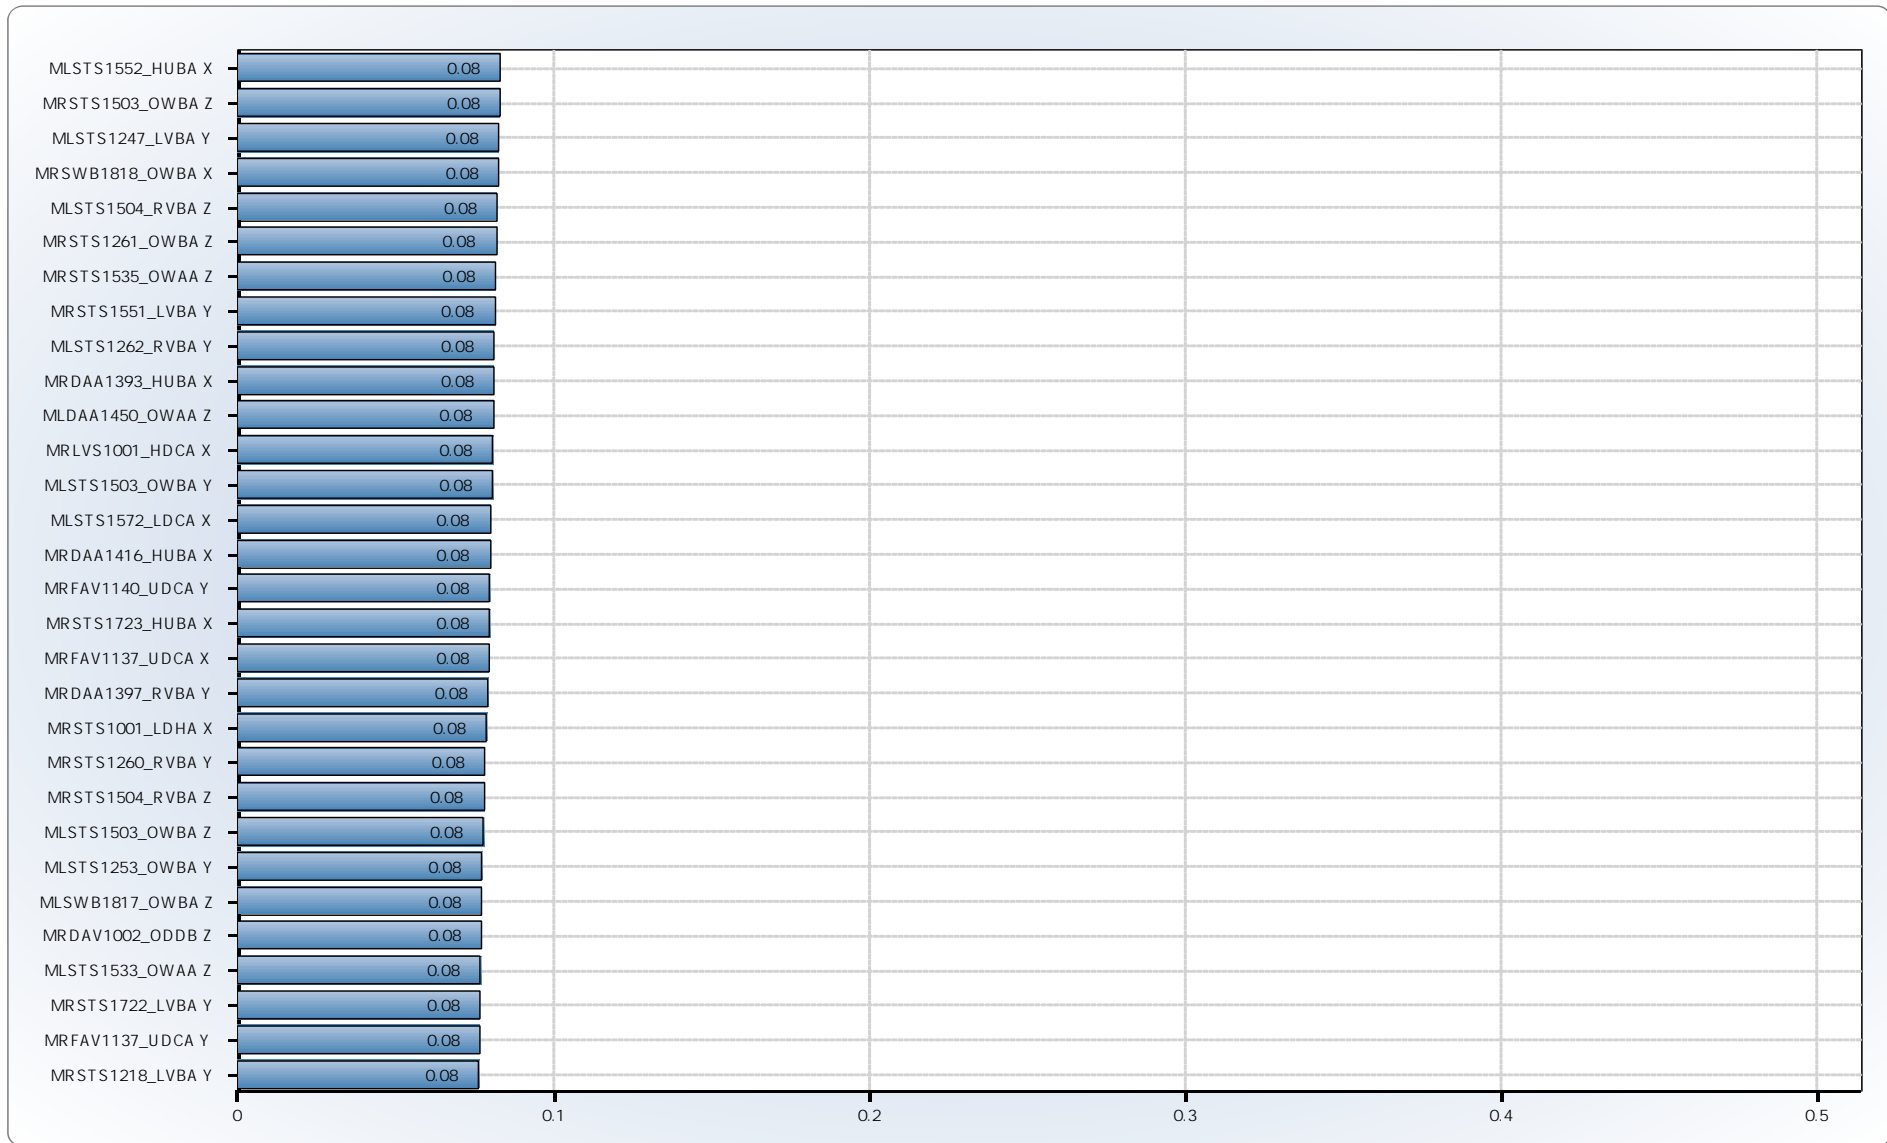 MLSTS1552_HUBA X 0.08
MRSTS1503_OWBA Z 0.08
MLSTS1247_LVBA Y 0.08
MRSWB1818_OWBA X 0.08
MLSTS1504_RVBA Z 0.08
MRSTS1261_OWBA Z 0.08
MRSTS1535_OWAA Z 0.08
MRSTS1551_LVBA Y 0.08
MLSTS1262_RVBA Y 0.08
MRDAA1393_HUBA X 0.08
MLDAA1450_OWAA Z 0.08
MRLVS1001_HDCA X 0.08
MLSTS1503_OWBA Y 0.08
MLSTS1572_LDCA X 0.08
MRDAA1416_HUBA X 0.08
MRFAV1140_UDCA Y 0.08
MRSTS1723_HUBA X 0.08
MRFAV1137_UDCA X 0.08
MRDAA1397_RVBA Y 0.08
MRSTS1001_LDHA X 0.08
MRSTS1260_RVBA Y 0.08
MRSTS1504_RVBA Z 0.08
MLSTS1503_OWBA Z 0.08
MLSTS1253_OWBA Y 0.08
MLSWB1817_OWBA Z 0.08
MRDAV1002_ODDB Z 0.08
MLSTS1533_OWAA Z 0.08
MRSTS1722_LVBA Y 0.08
MRFAV1137_UDCA Y 0.08
MRSTS1218_LVBA Y 0.08
0 0.1 0.2 0.3 0.4 0.5